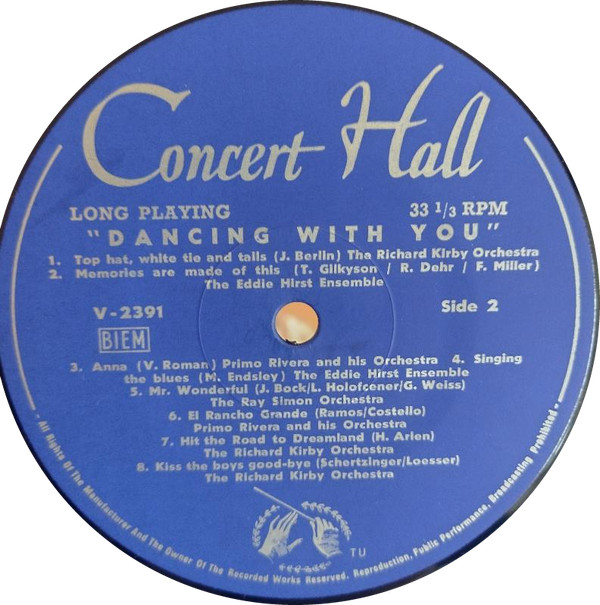 Concert Hall
LONG PLAYING 33 1/3 RPM
"DANCING WITH YOU"
1. Top hat, white tie and tails (J. Berlin) The Richard Kirby Orchestra
2. Memories are made of this (T. Gilkyson / R. Dehr / F. Miller)
The Eddie Hirst Ensemble
V-2391 Side 2
BIEM
3. Anna (V. Roman) Primo Rivera and his Orchestra 4. Singing
the blues (M. Endsley) The Eddie Hirst Ensemble
5. Mr. Wonderful (J. Bock/L. Holofcener/G. Weiss)
The Ray Simon Orchestra
6. El Rancho Grande (Ramos/Costello)
Primo Rivera and his Orchestra
7. Hit the Road to Dreamland (H. Arlen)
The Richard Kirby Orchestra
8. Kiss the boys good-bye (Schertzinger/Loesser)
The Richard Kirby Orchestra
TU
- All Rights Of The Manufacturer And The Owner Of The Recorded Works Reserved. Reproduction, Public Performance, Broadcasting Prohibited -